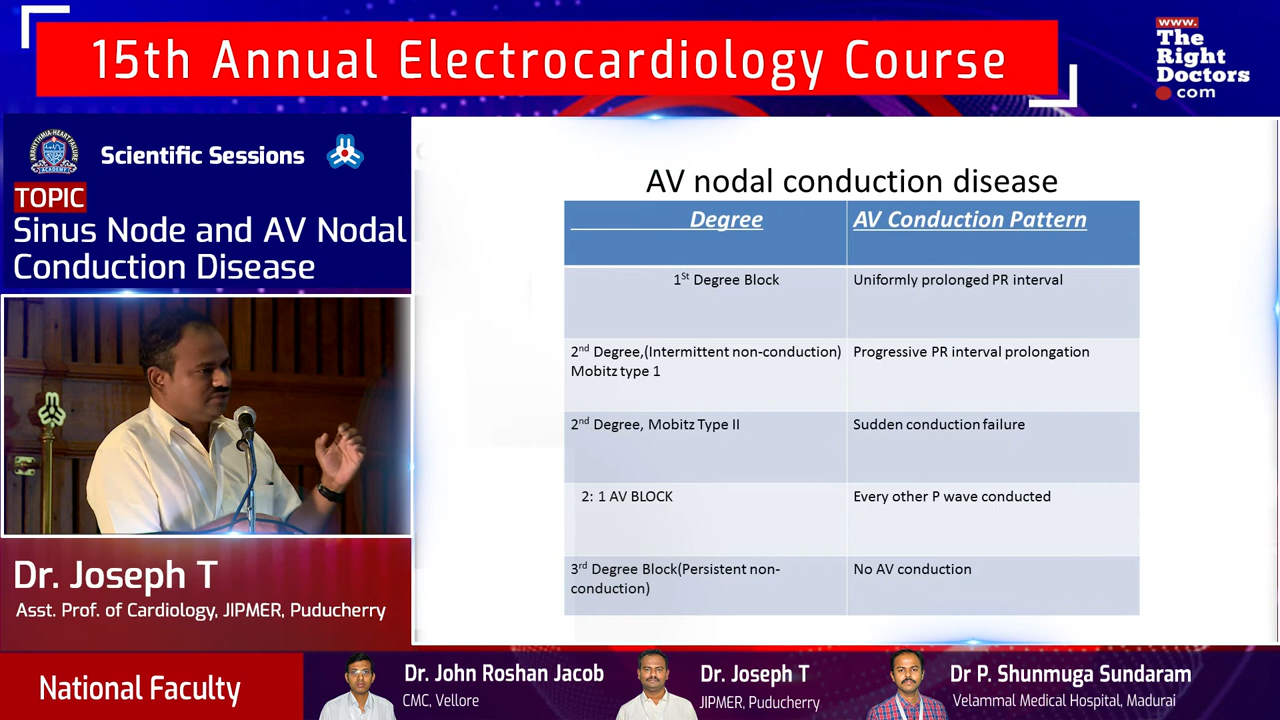 15th Annual Electrocardiology Course
www.
The
Right
Doctors
.com
ARRHYTHMIA-HEART FAILURE
ACADEMY
Scientific Sessions
TOPIC
Sinus Node and AV Nodal
Conduction Disease
AV nodal conduction disease
Degree AV Conduction Pattern
1St Degree Block Uniformly prolonged PR interval
2nd Degree,(Intermittent non-conduction) Progressive PR interval prolongation
Mobitz type 1
2nd Degree, Mobitz Type II Sudden conduction failure
2: 1 AV BLOCK Every other P wave conducted
3rd Degree Block(Persistent non- No AV conduction
conduction)
Dr. Joseph T
Asst. Prof. of Cardiology, JIPMER, Puducherry
National Faculty
Dr. John Roshan Jacob
CMC, Vellore
Dr. Joseph T
JIPMER, Puducherry
Dr P. Shunmuga Sundaram
Velammal Medical Hospital, Madurai